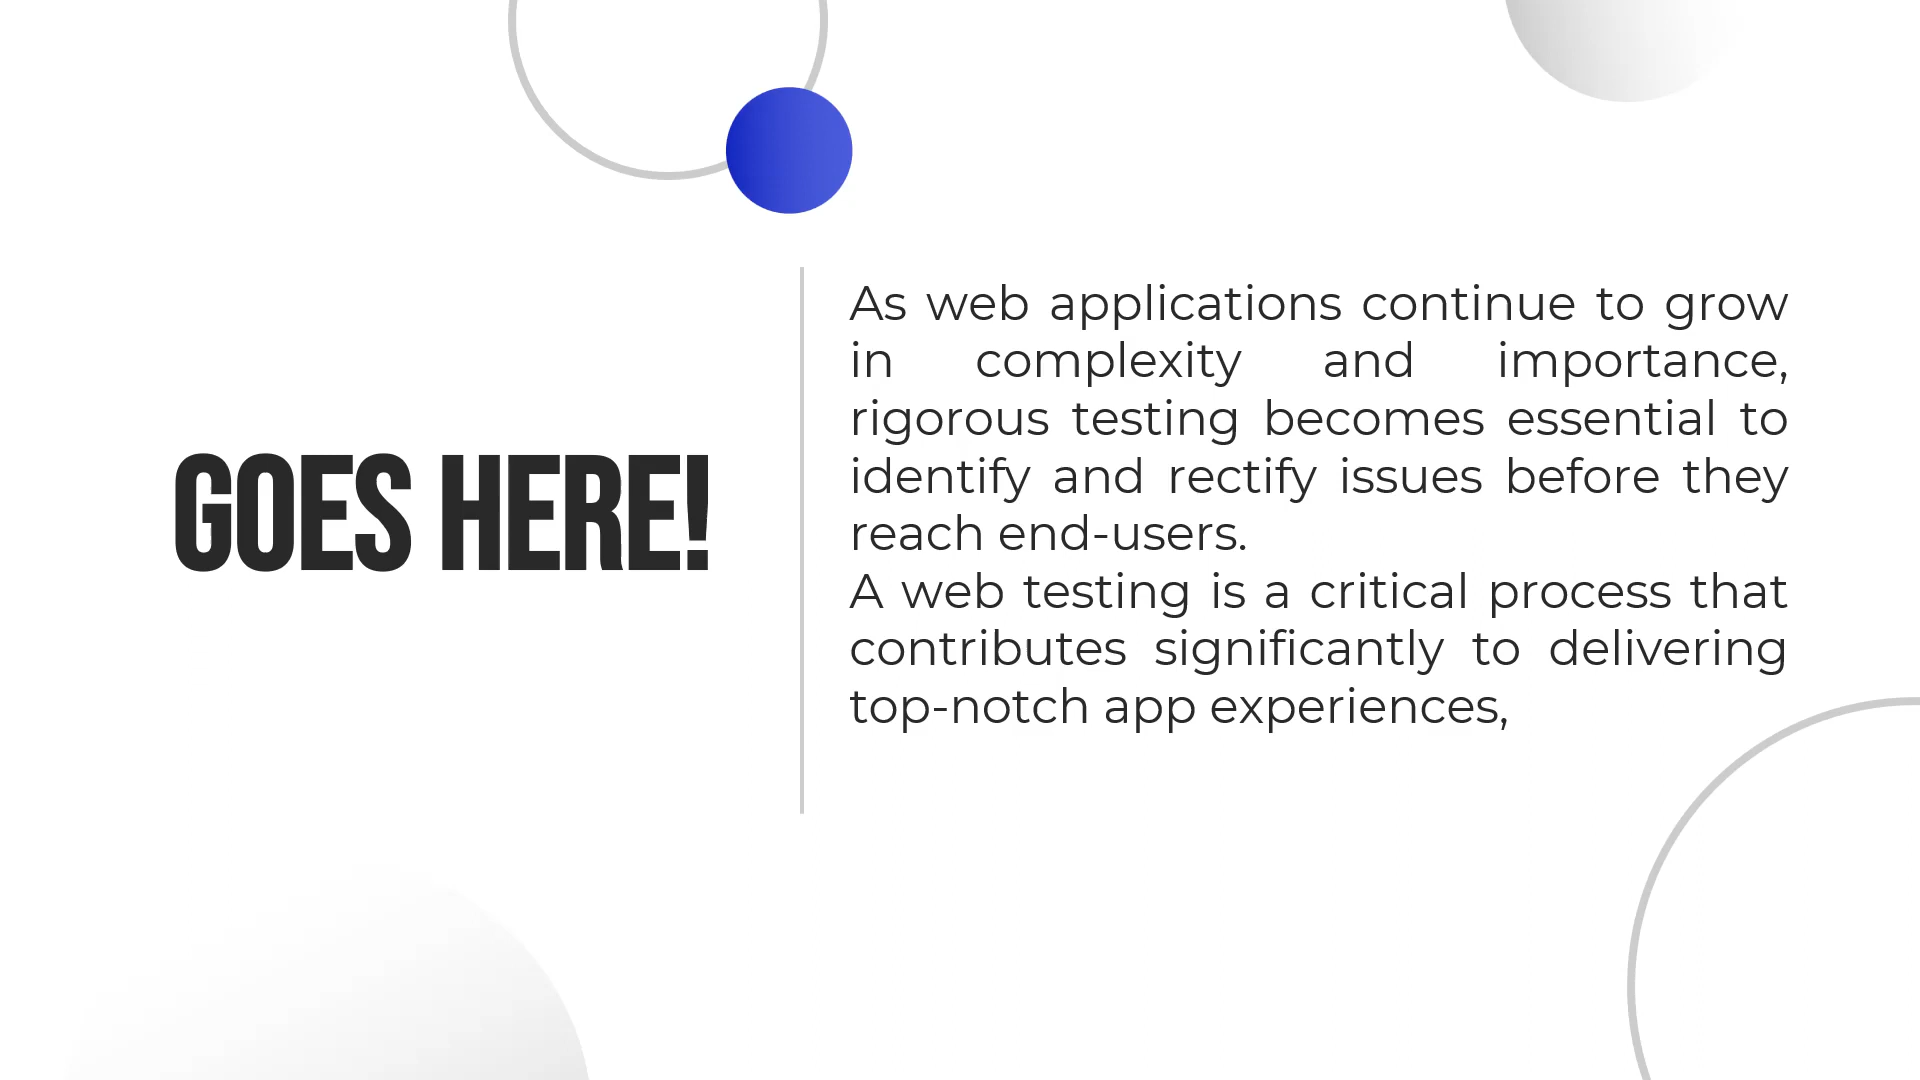 GOES HERE!
As web applications continue to grow
in complexity and importance,
rigorous testing becomes essential to
identify and rectify issues before they
reach end-users.
A web testing is a critical process that
contributes significantly to delivering
top-notch app experiences,